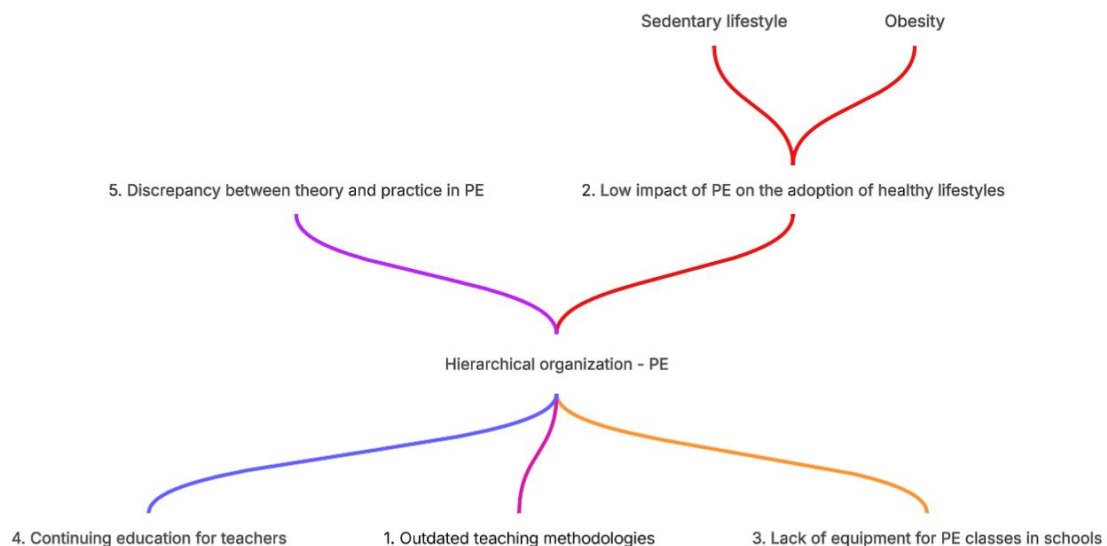 Sedentary lifestyle
Obesity
5. Discrepancy between theory and practice in PE
2. Low impact of PE on the adoption of healthy lifestyles
Hierarchical organization - PE
4. Continuing education for teachers
1. Outdated teaching methodologies
3. Lack of equipment for PE classes in schools